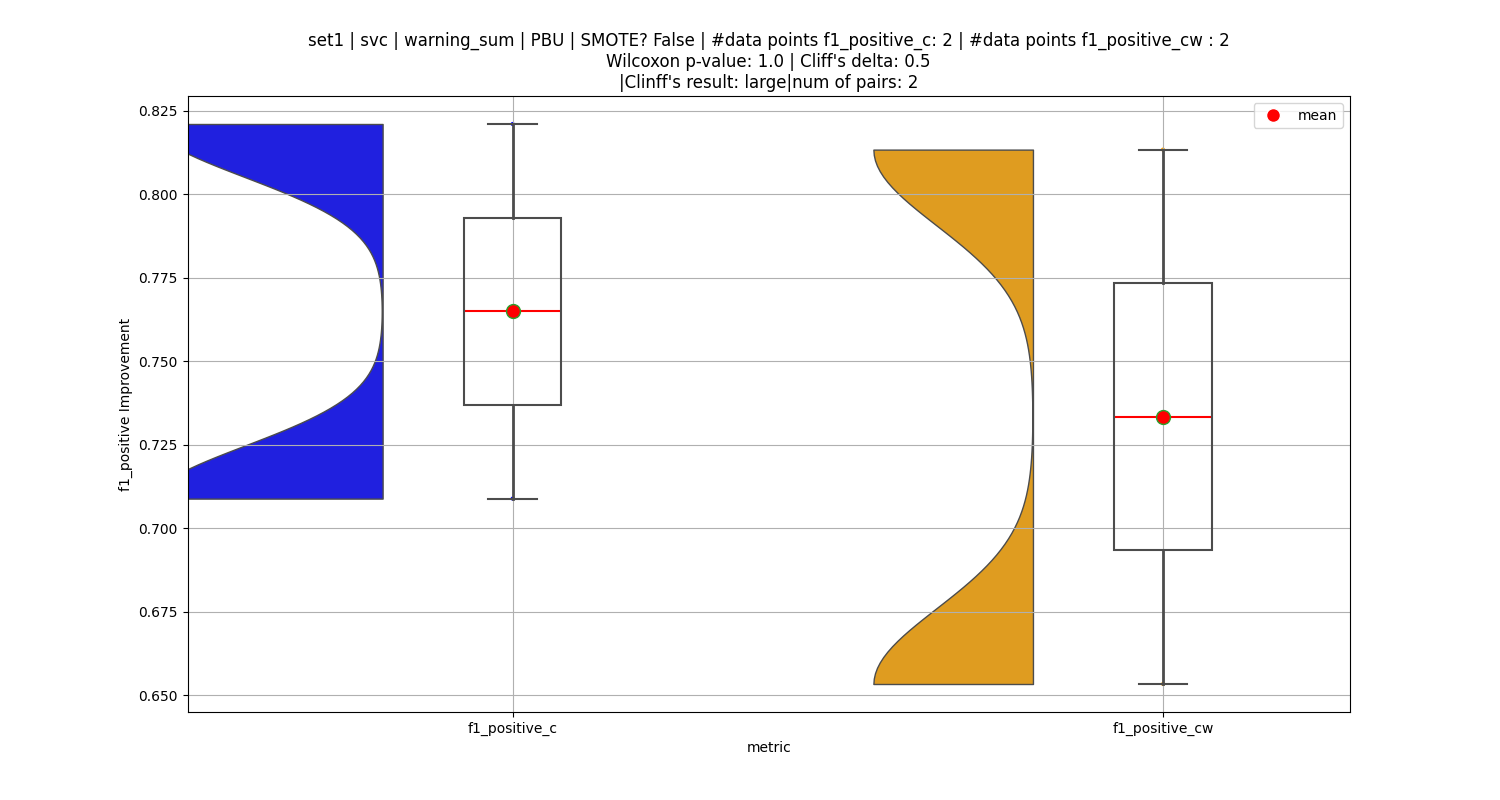 set1 | svc | warning_sum | PBU | SMOTE? False | #data points f1_positive_c: 2 | #data points f1_positive_cw : 2
Wilcoxon p-value: 1.0 | Cliff's delta: 0.5
|Clinff's result: large|num of pairs: 2
mean
0.825
0.800
0.775
0.750
0.725
0.700
0.675
0.650
f1_positive Improvement
f1_positive_c
f1_positive_cw
metric